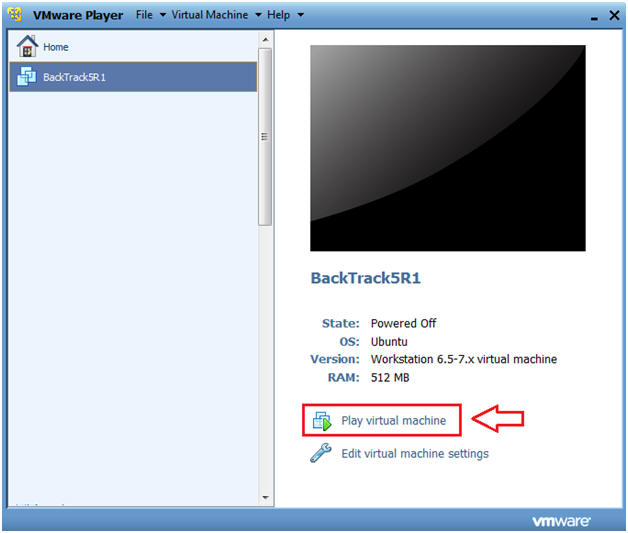 VMware Player File Virtual Machine Help
Home
BackTrack5R1
BackTrack5R1
State: Powered Off
OS: Ubuntu
Version: Workstation 6.5-7.x virtual machine
RAM: 512 MB
Play virtual machine
Edit virtual machine settings
vmware